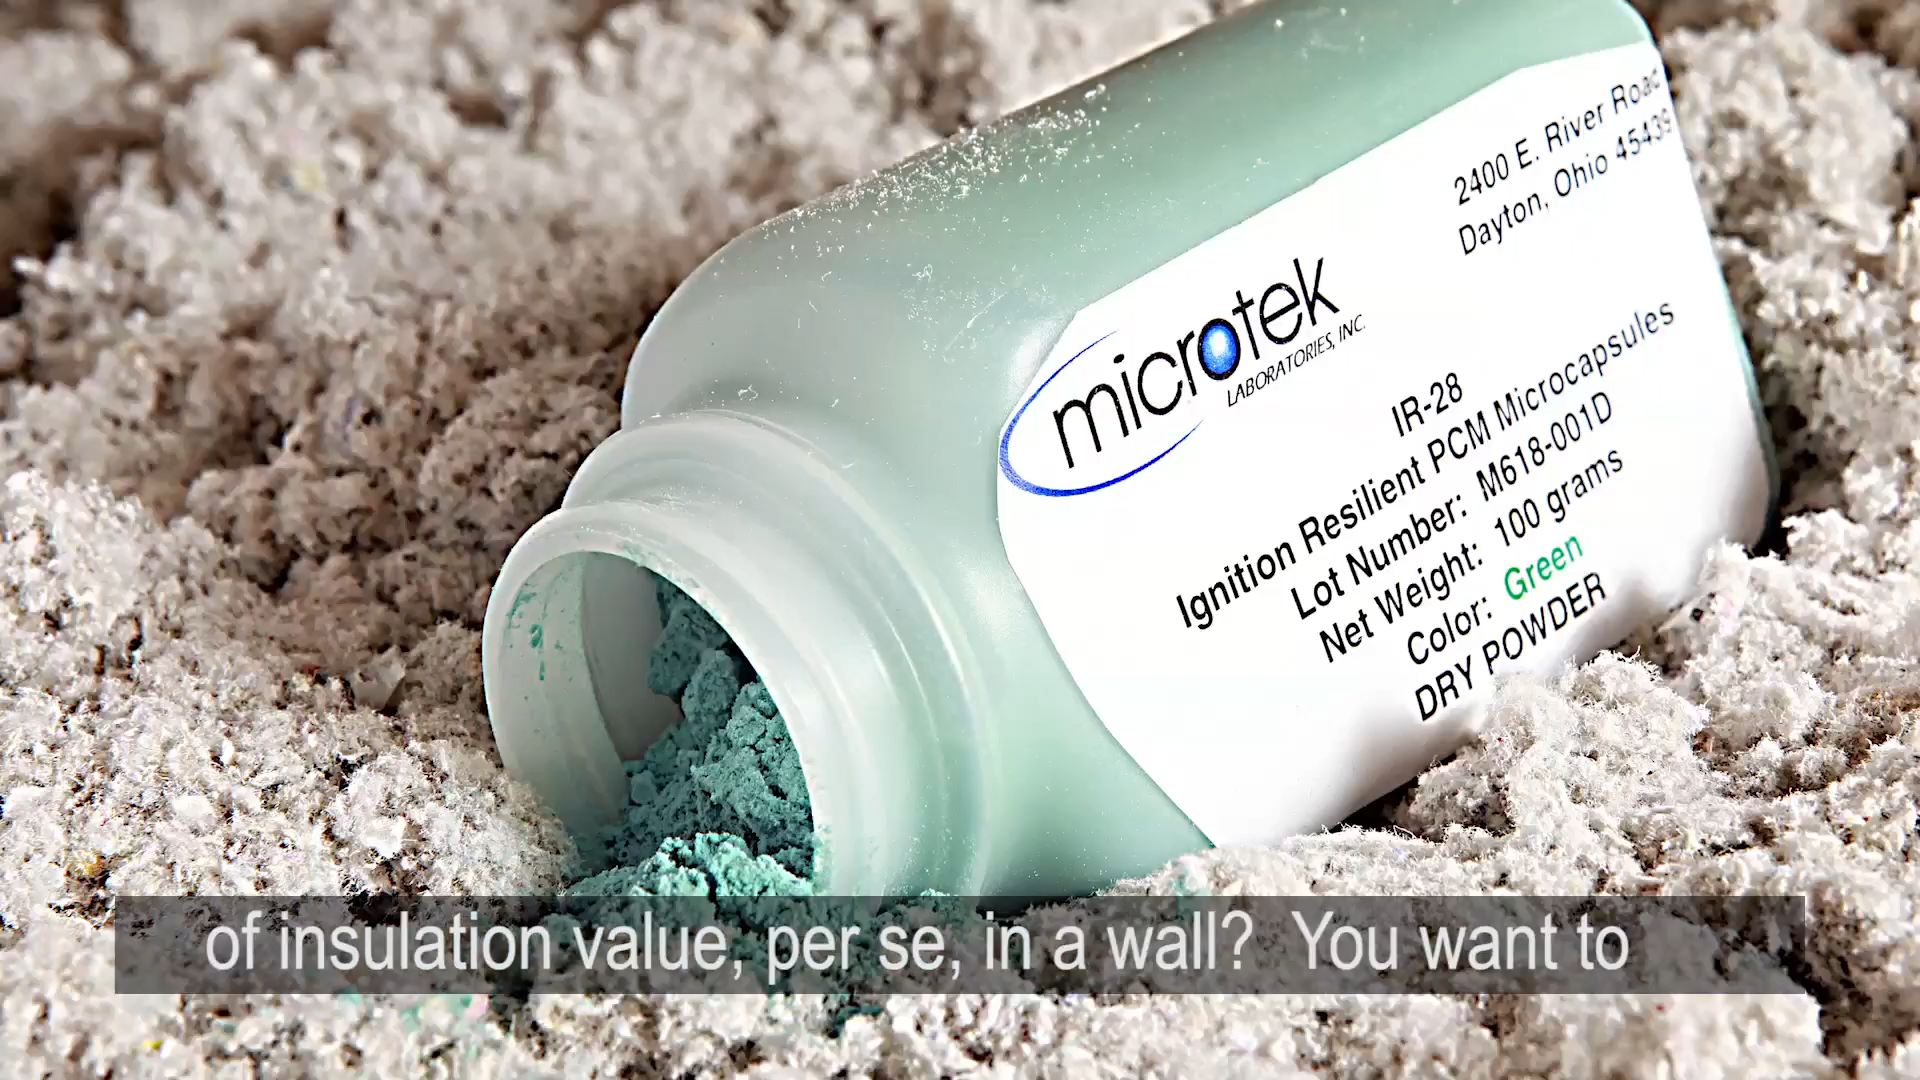 2400 E. River Road
Dayton, Ohio 45439
microtek
LABORATORIES, INC.
IR-28
Ignition Resilient PCM Microcapsules
Lot Number: M618-001D
Net Weight: 100 grams
Color: Green
DRY POWDER
of insulation value, per se, in a wall? You want to